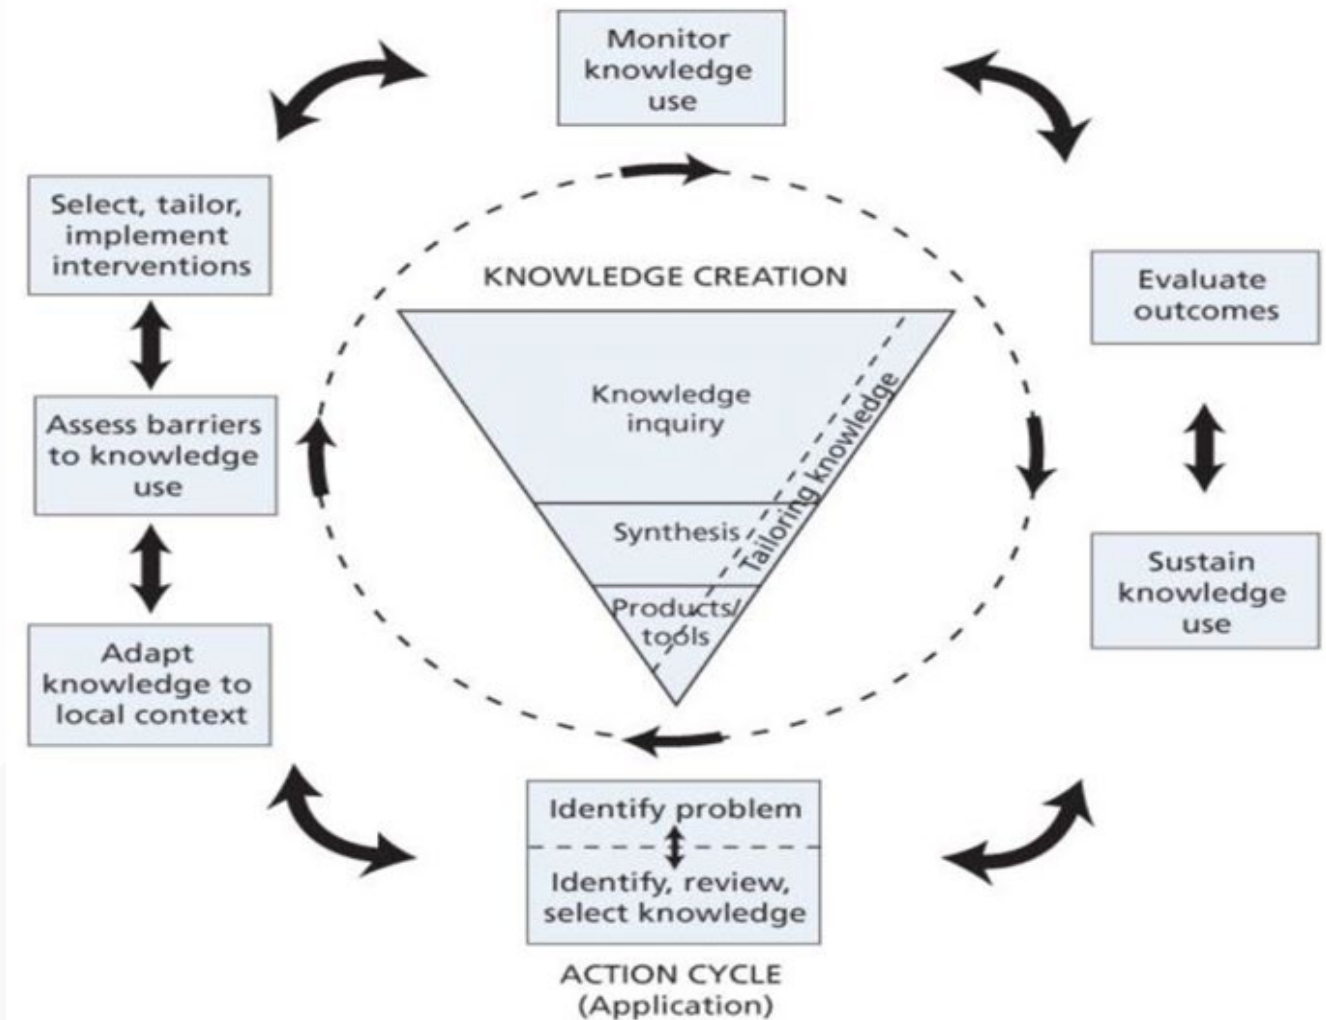 Monitor
knowledge
use
Select, tailor,
implement
interventions
Evaluate
outcomes
KNOWLEDGE CREATION
Knowledge
inquiry
Tailoring knowledge
Synthesis
Products/
tools
Assess barriers
to knowledge
use
Adapt
knowledge to
local context
Sustain
knowledge
use
Identify problem
Identify, review,
select knowledge
ACTION CYCLE
(Application)